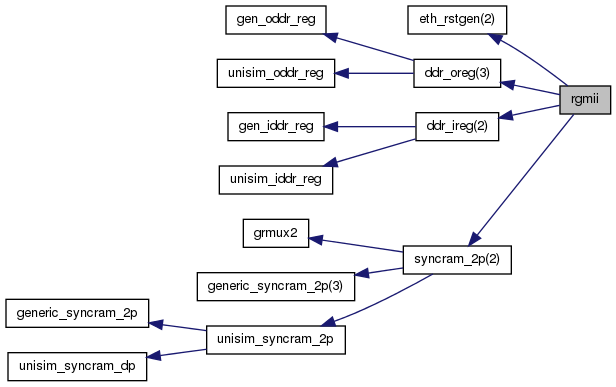 gen_oddr_reg
eth_rstgen(2)
unisim_oddr_reg
ddr_oreg(3)
rgmii
gen_iddr_reg
ddr_ireg(2)
unisim_iddr_reg
grmux2
syncram_2p(2)
generic_syncram_2p(3)
generic_syncram_2p
unisim_syncram_2p
unisim_syncram_dp